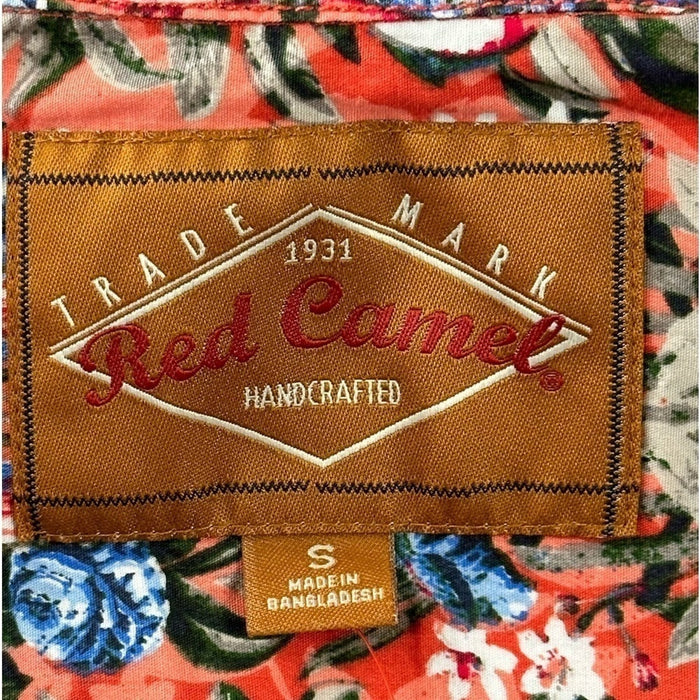 TRADE MARK
1931
Red Camel®
HANDCRAFTED
S
MADE IN
BANGLADESH